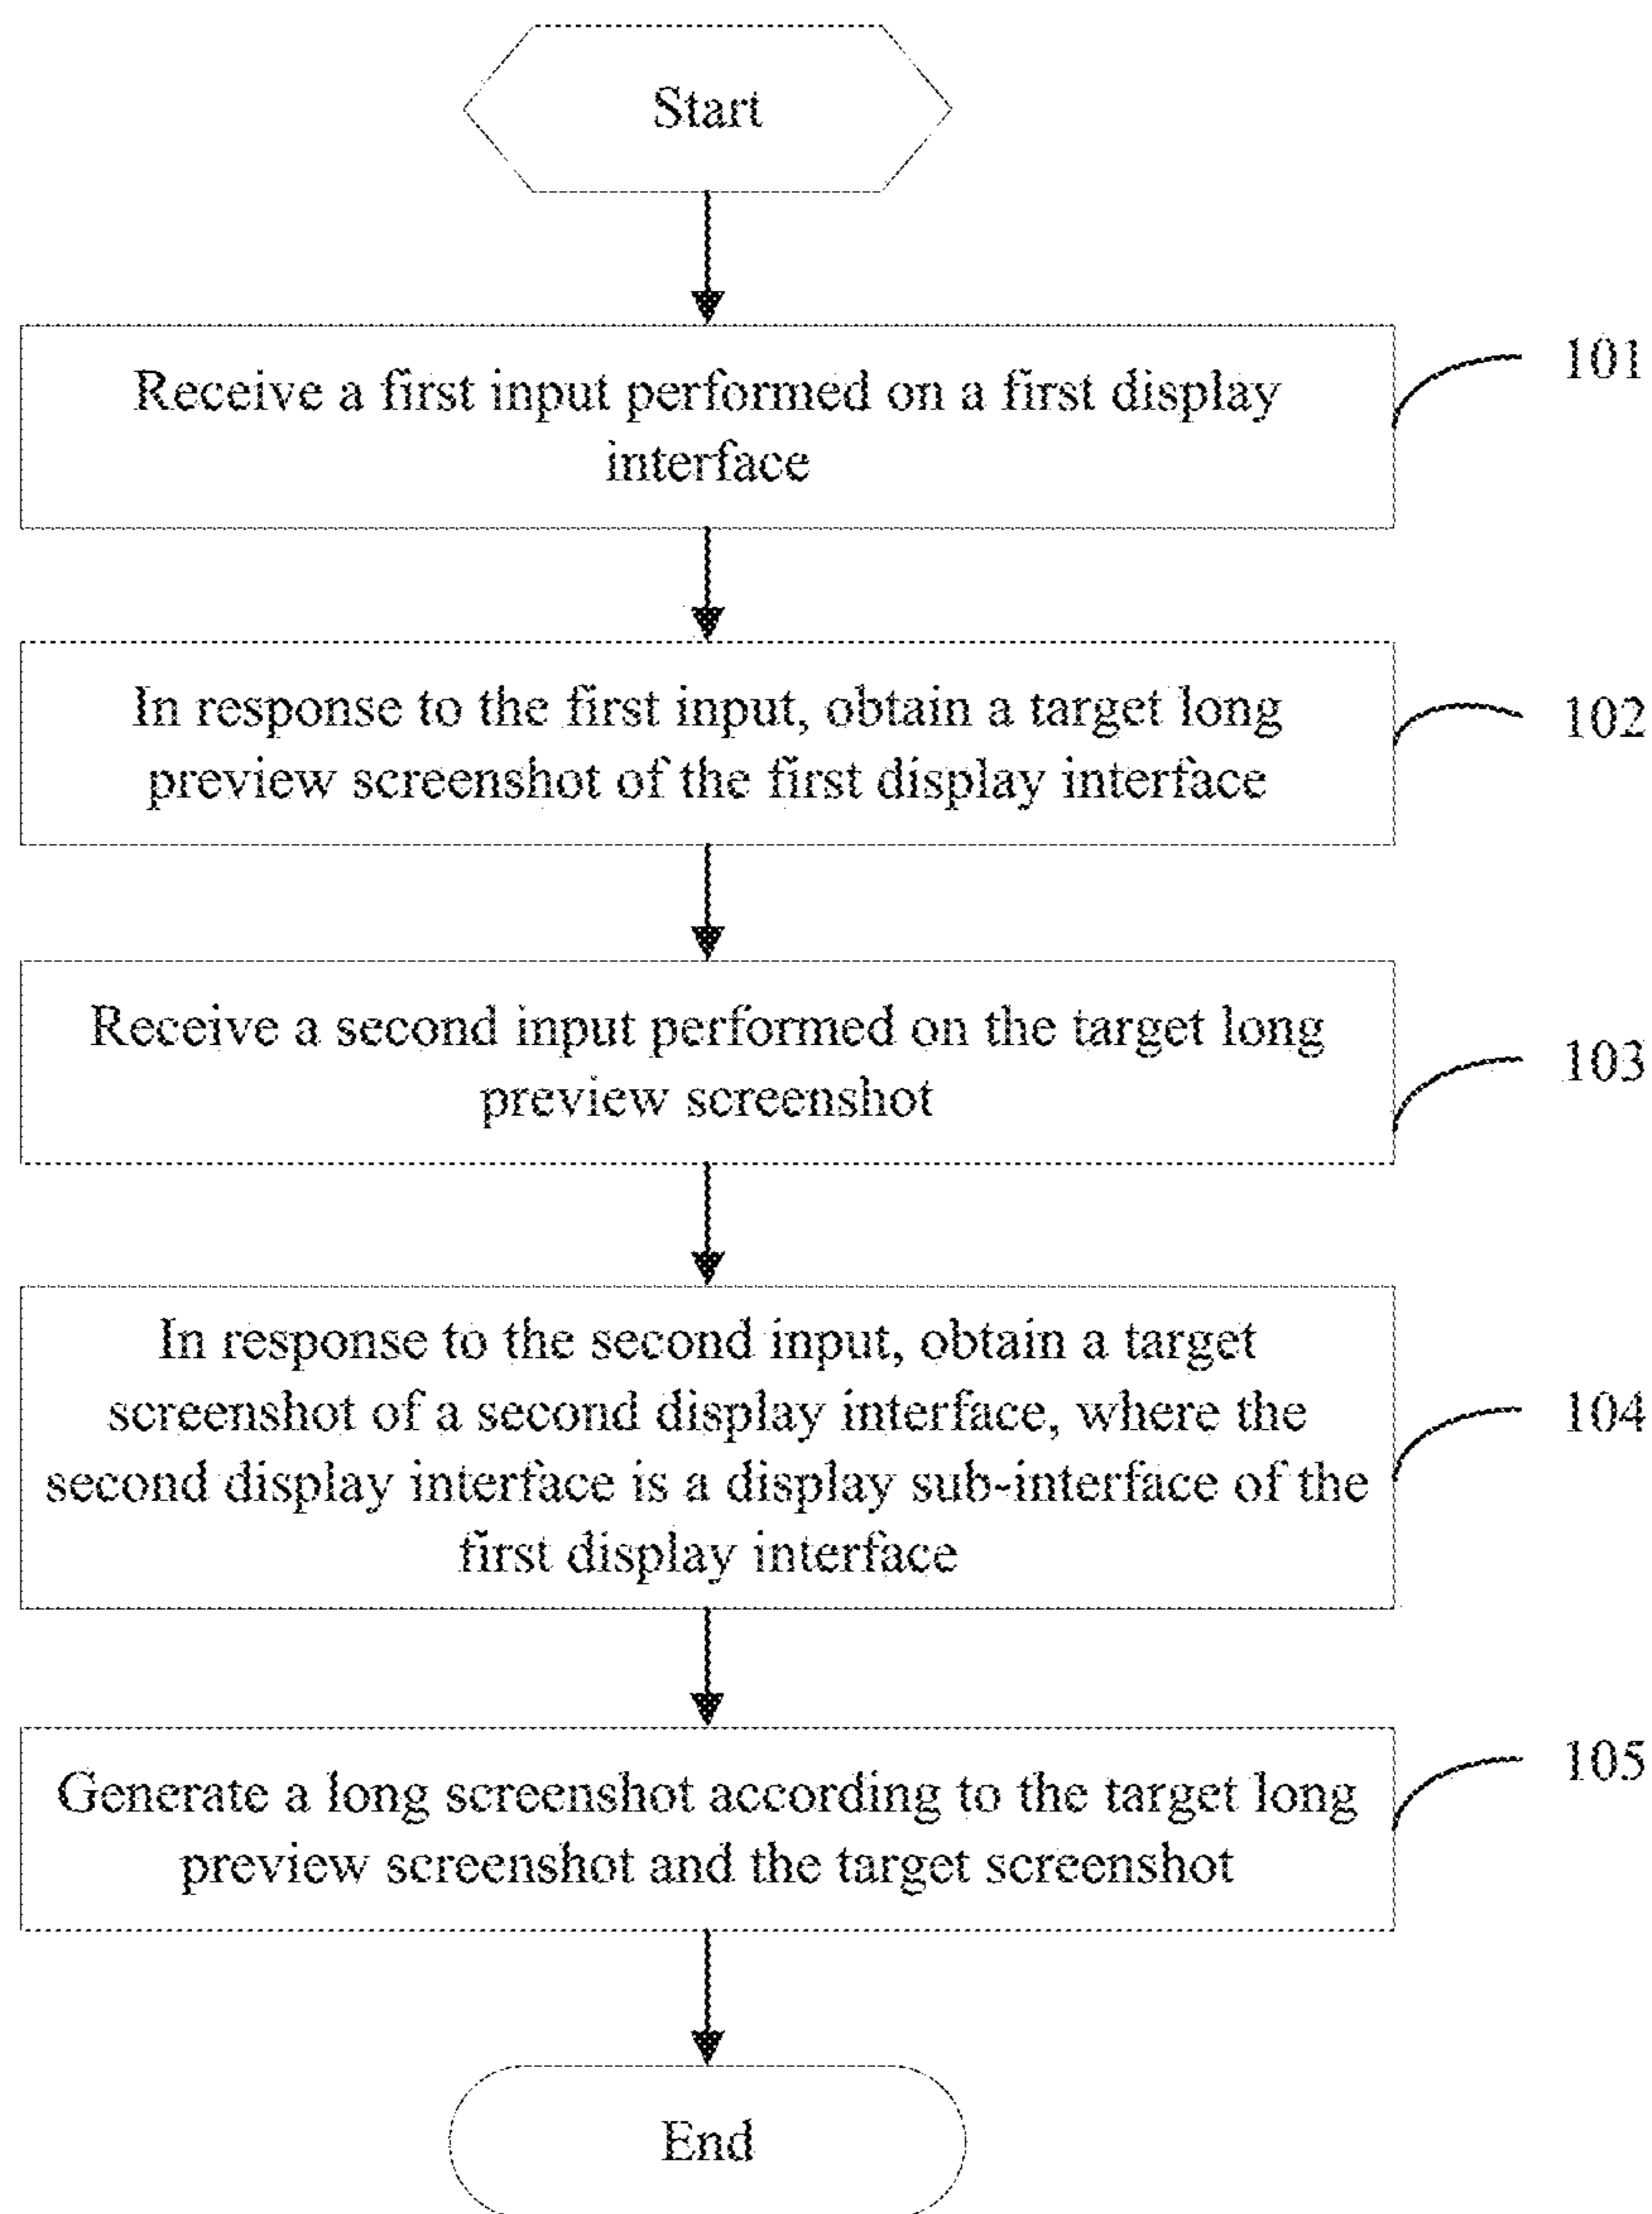 Start
Receive a first input performed on a first display
interface
101
In response to the first input, obtain a target long
preview screenshot of the first display interface
102
Receive a second input performed on the target long
preview screenshot
103
In response to the second input, obtain a target
screenshot of a second display interface, where the
second display interface is a display sub-interface of the
first display interface
104
Generate a long screenshot according to the target long
preview screenshot and the target screenshot
105
End